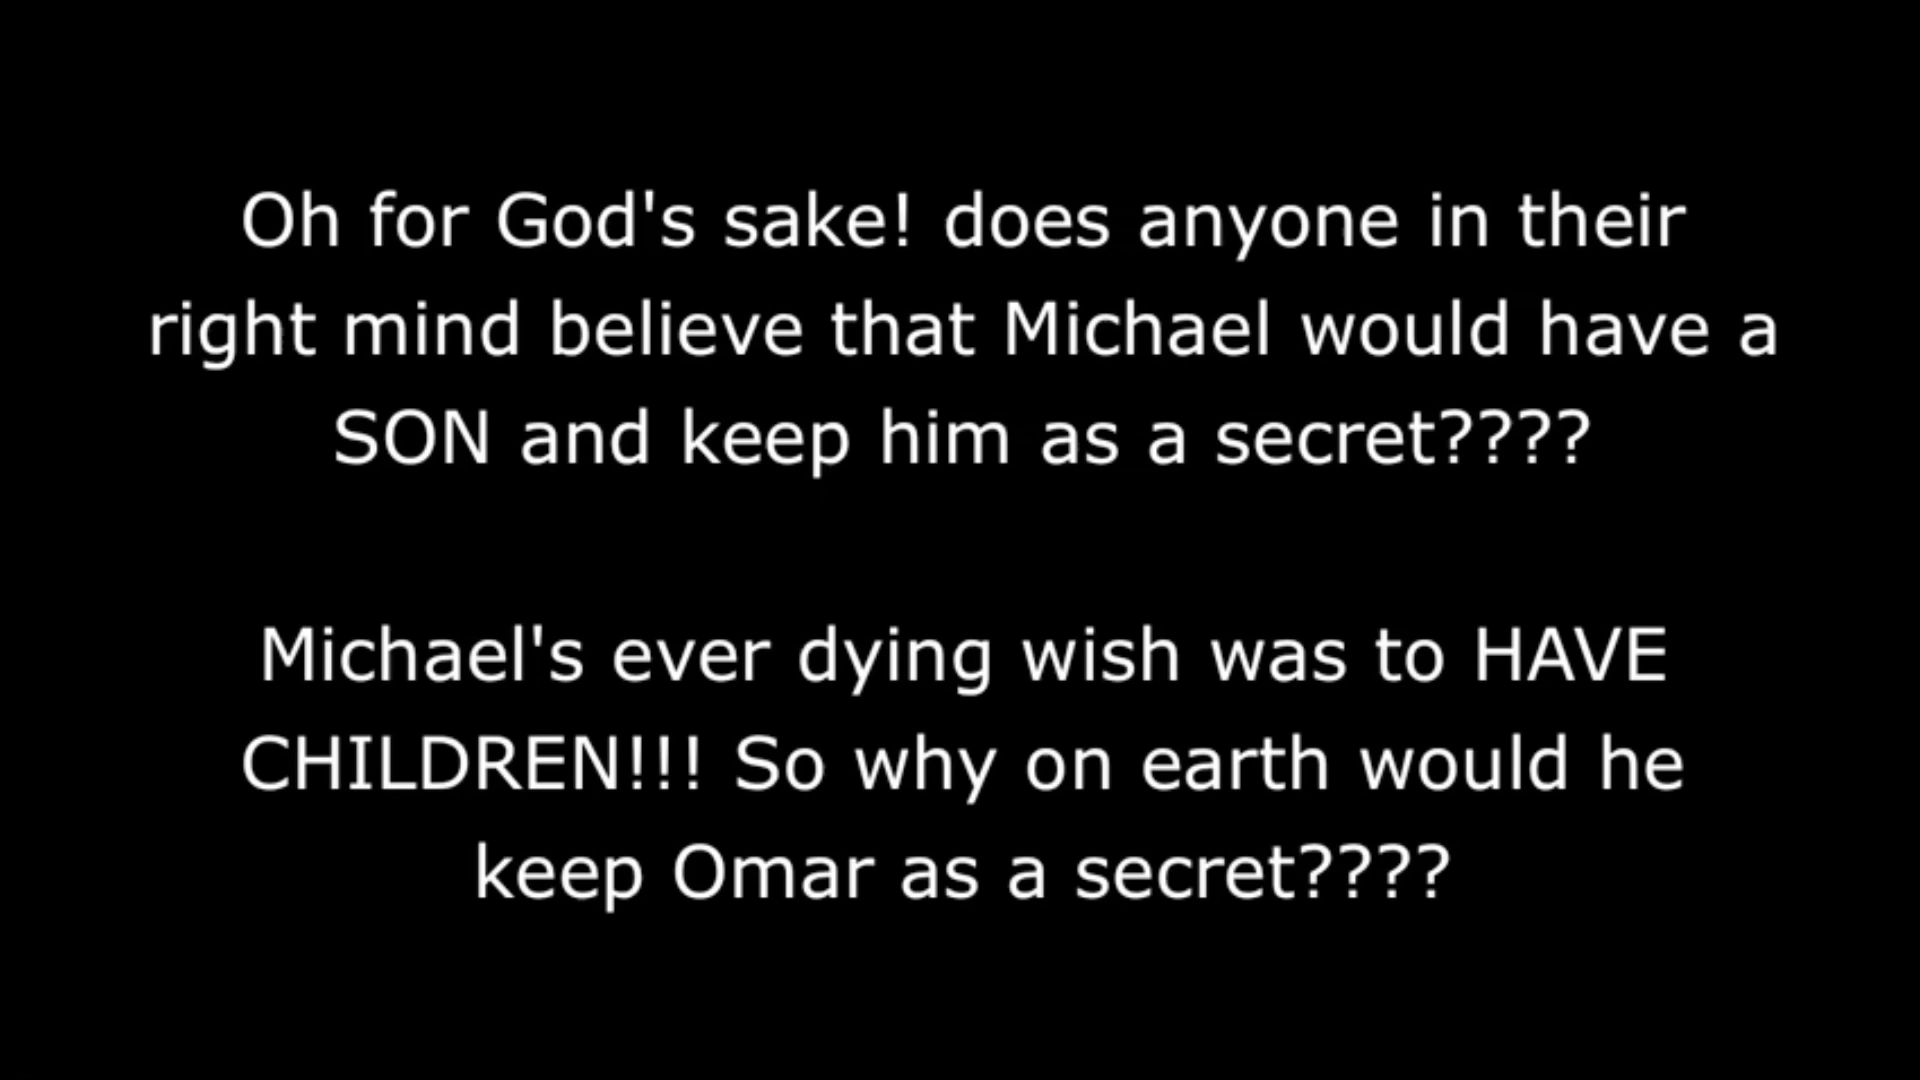 Oh for God's sake! does anyone in their
right mind believe that Michael would have a
SON and keep him as a secret????
Michael's ever dying wish was to HAVE
CHILDREN!!! So why on earth would he
keep Omar as a secret????